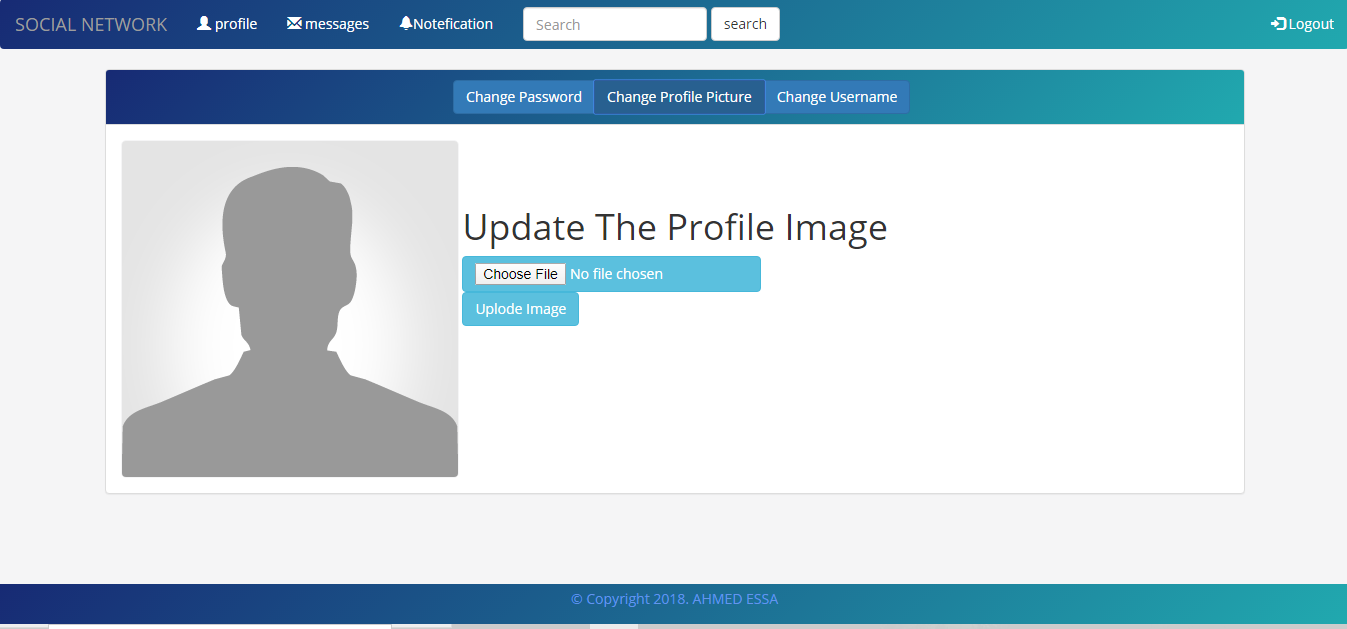 SOCIAL NETWORK profile messages Notefication Search search Logout
Change Password Change Profile Picture Change Username
Update The Profile Image
Choose File No file chosen
Uplode Image
© Copyright 2018. AHMED ESSA